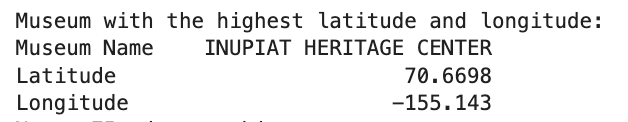 Museum with the highest latitude and longitude:
Museum Name    INUPIAT HERITAGE CENTER
Latitude                       70.6698
Longitude                     -155.143